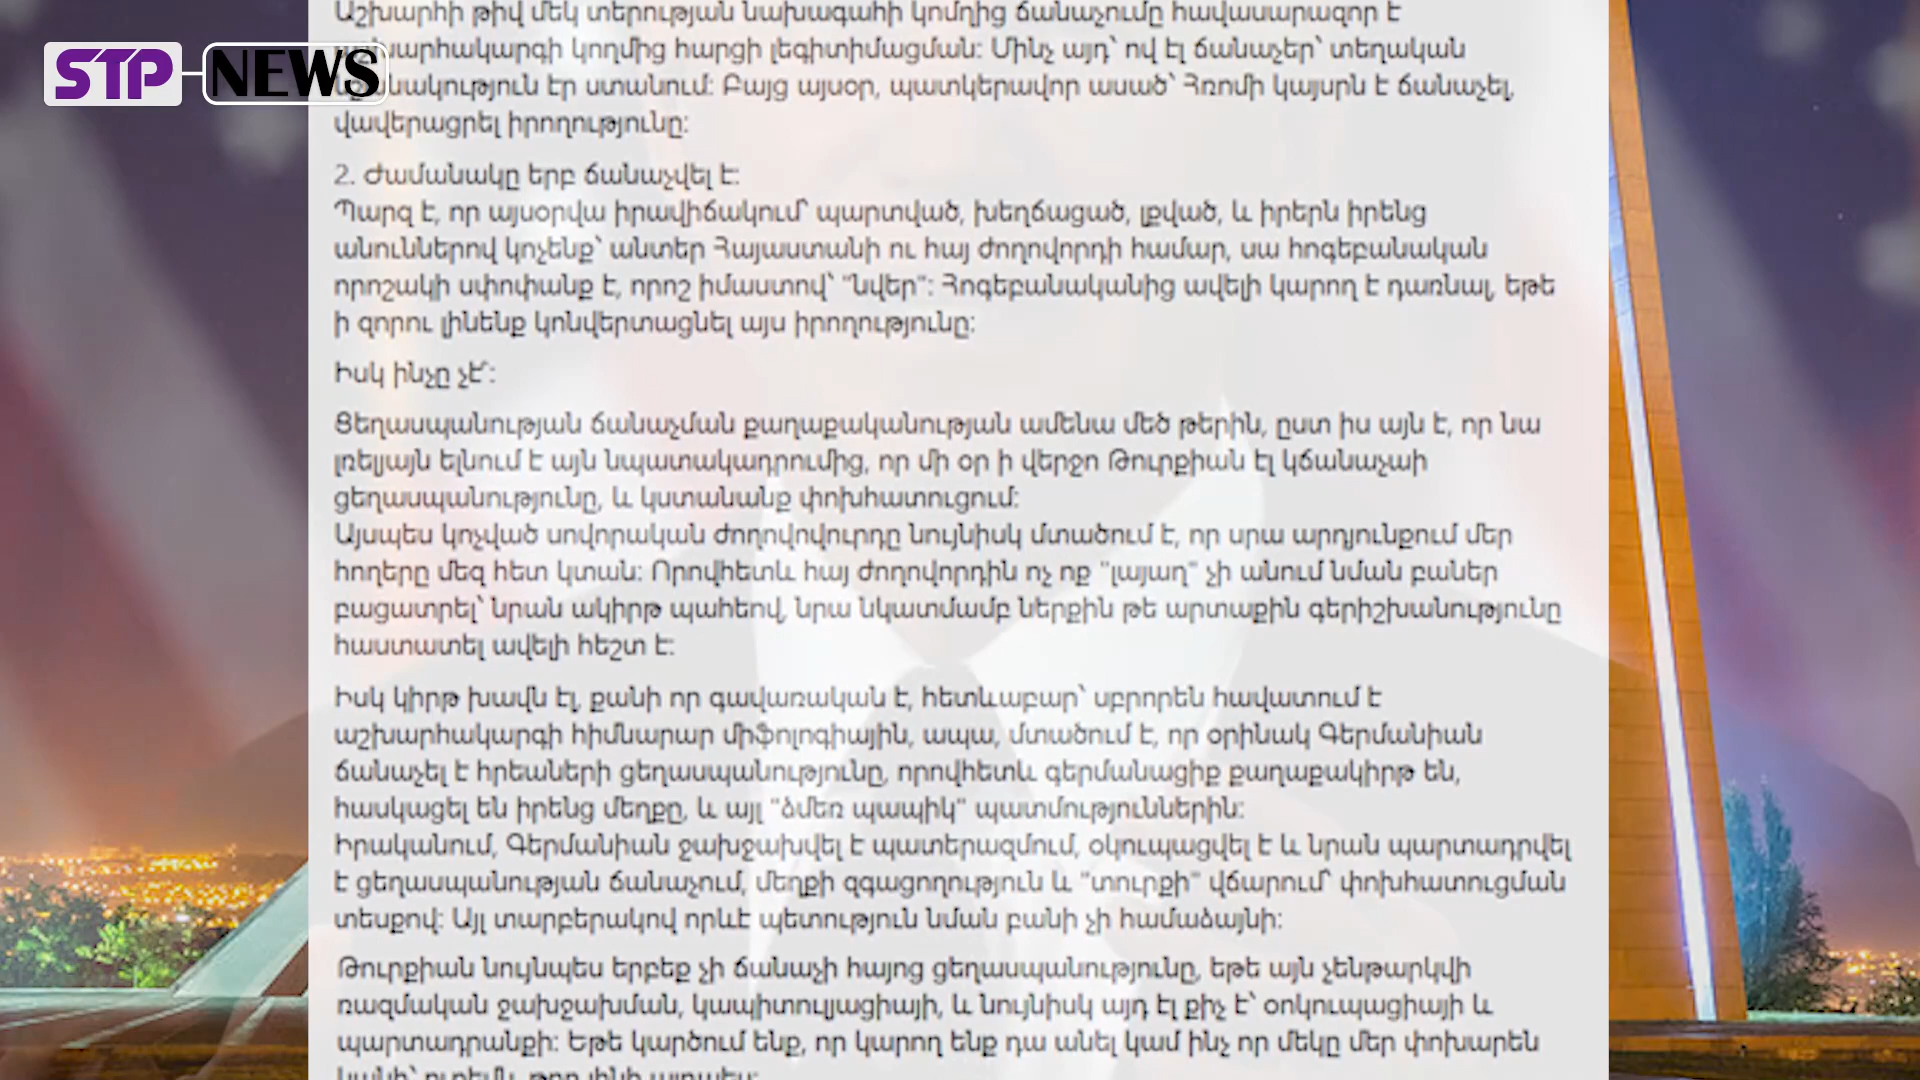 Աշխարհի թիվ մեկ տերության նախագահի կողմից ճանաչումը հավասարազոր է
STP NEWS
աշխարհակարգի կողմից հարցի լեգիտիմացման: Մինչ այդ՝ ով էլ ճանաչեր՝ տեղական
նշանակություն էր ստանում: Բայց այսօր, պատկերավոր ասած՝ Հռոմի կայսրն է ճանաչել,
վավերացրել իրողությունը:
2. Ժամանակը երբ ճանաչվել է:
Պարզ է, որ այսօրվա իրավիճակում՝ պարտված, խեղճացած, լքված, և իրերն իրենց
անուններով կոչենք՝ անտեր Հայաստանի ու հայ ժողովորդի համար, սա հոգեբանական
որոշակի սփոփանք է, որոշ իմաստով՝ "նվեր": Հոգեբանականից ավելի կարող է դառնալ, եթե
ի զորու լինենք կոնվերտացնել այս իրողությունը:
Իսկ ինչը չէ՞:
Ցեղասպանության ճանաչման քաղաքականության ամենա մեծ թերին, ըստ իս այն է, որ նա
լռելյայն ելնում է այն նպատակադրումից, որ մի օր ի վերջո Թուրքիան էլ կճանաչաի
ցեղասպանությունը, և կստանանք փոխհատուցում:
Այսպես կոչված սովորական ժողովովուրդը նույնիսկ մտածում է, որ սրա արդյունքում մեր
հողերը մեզ հետ կտան: Որովհետև հայ ժողովորդին ոչ ոք "լայաղ" չի անում նման բաներ
բացատրել՝ նրան ակիրթ պահեով, նրա նկատմամբ ներքին թե արտաքին գերիշխանությունը
հաստատել ավելի հեշտ է:
Իսկ կիրթ խավն էլ, քանի որ գավառական է, հետևաբար՝ սբրորեն հավատում է
աշխարհակարգի հիմնարար միֆոլոգիային, ապա, մտածում է, որ օրինակ Գերմանիան
ճանաչել է հրեաների ցեղասպանությունը, որովհետև գերմանացիք քաղաքակիրթ են,
հասկացել են իրենց մեղքը, և այլ "ձմեռ պապիկ" պատմություններին:
Իրականում, Գերմանիան ջախջախվել է պատերազմում, օկուպացվել է և նրան պարտադրվել
է ցեղասպանության ճանաչում, մեղքի զգացողություն և "տուրքի" վճարում՝ փոխհատուցման
տեսքով: Այլ տարբերակով որևէ պետություն նման բանի չի համաձայնի:
Թուրքիան նույնպես երբեք չի ճանաչի հայոց ցեղասպանությունը, եթե այն չենթարկվի
ռազմական ջախջախման, կապիտուլյացիայի, և նույնիսկ այդ էլ քիչ է՝ օոկուպացիայի և
պարտադրանքի: Եթե կարծում ենք, որ կարող ենք դա անել կամ ինչ որ մեկը մեր փոխարեն